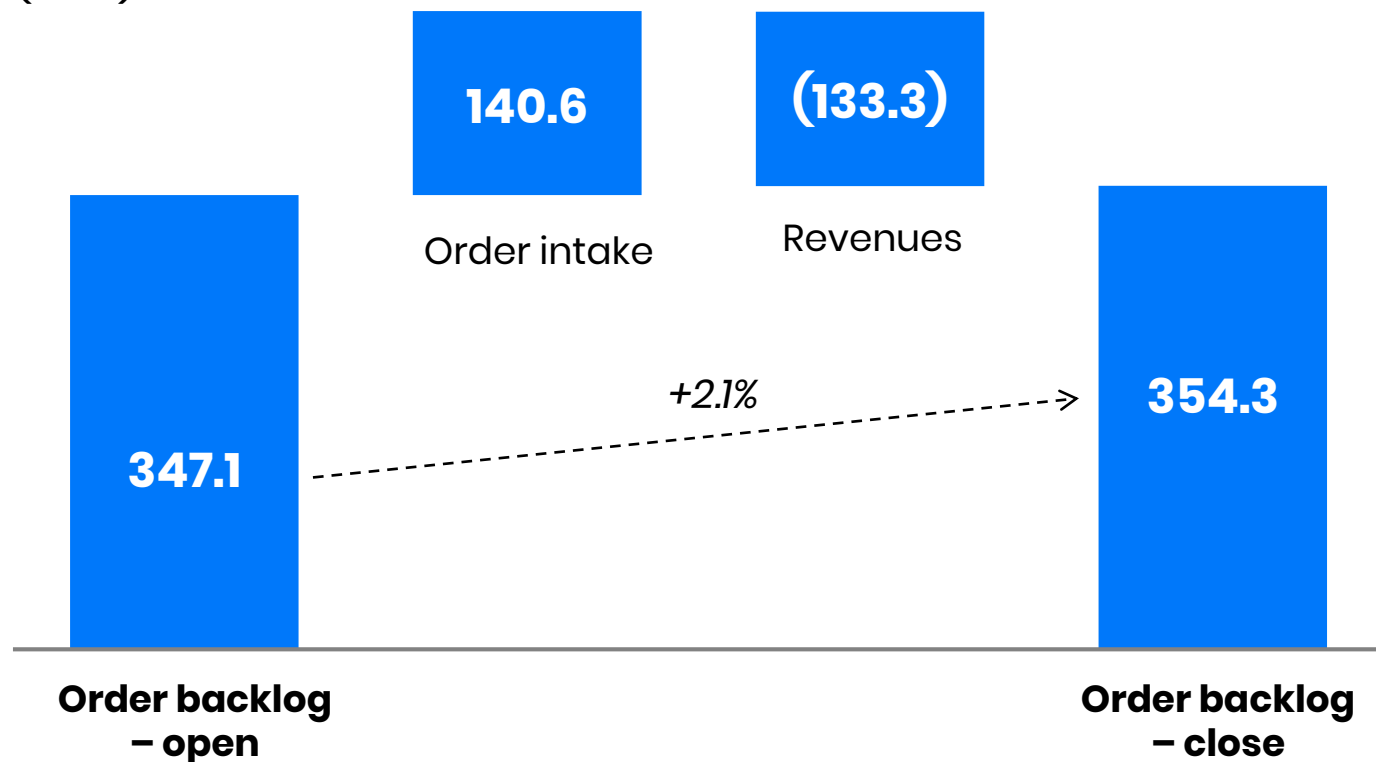 140.6
(133.3)
Order intake
Revenues
+2.1%
354.3
347.1
Order backlog
– open
Order backlog
– close